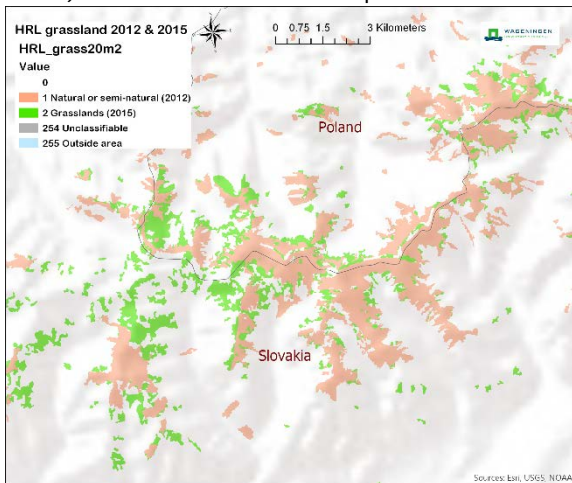 HRL grassland 2012 & 2015
HRL_grass20m2
Value
0
1 Natural or semi-natural (2012)
2 Grasslands (2015)
254 Unclassifiable
255 Outside area
0 0.75 1.5 3 Kilometers
WAGENINGEN
Poland
Slovakia
Sources: Esri, USGS, NOAA